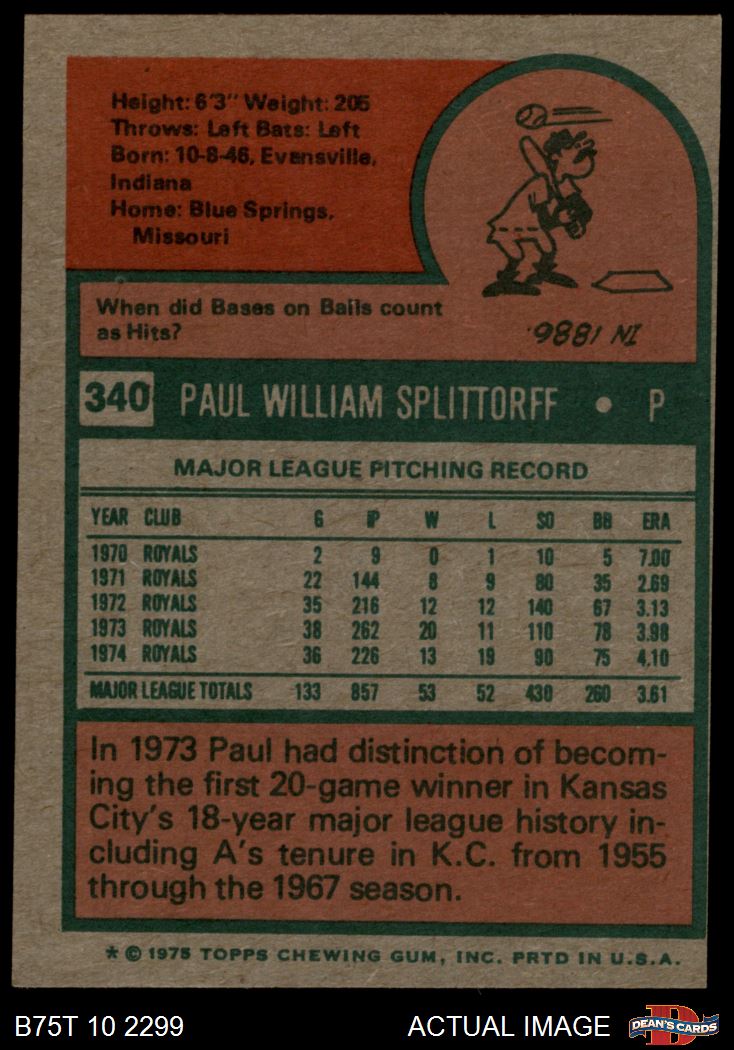 Height: 6'3" Weight: 205
Throws: Left Bats: Left
Born: 10-8-46, Evansville,
Indiana
Home: Blue Springs,
Missouri
When did Bases on Balls count
as Hits?
IN 1886.
340 PAUL WILLIAM SPLITTORFF • P
MAJOR LEAGUE PITCHING RECORD
YEAR CLUB G IP W L SO BB ERA
1970 ROYALS 2 9 0 1 10 5 7.00
1971 ROYALS 22 144 8 9 80 35 2.69
1972 ROYALS 35 216 12 12 140 67 3.13
1973 ROYALS 38 262 20 11 110 78 3.98
1974 ROYALS 36 226 13 19 90 75 4.10
MAJOR LEAGUE TOTALS 133 857 53 52 430 260 3.61
In 1973 Paul had distinction of becom-
ing the first 20-game winner in Kansas
City's 18-year major league history in-
cluding A's tenure in K.C. from 1955
through the 1967 season.
* © 1975 TOPPS CHEWING GUM, INC. PRTD IN U.S.A.
B75T 10 2299 ACTUAL IMAGE DEAN'S CARDS